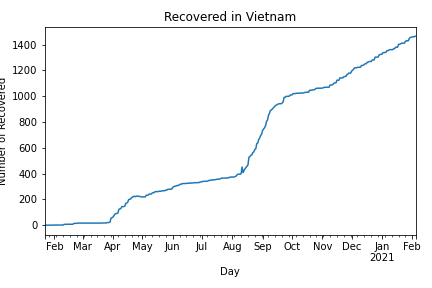 Recovered in Vietnam
Number of Recovered
1400
1200
1000
800
600
400
200
0
Feb Mar Apr May Jun Jul Aug Sep Oct Nov Dec Jan Feb
2021
Day